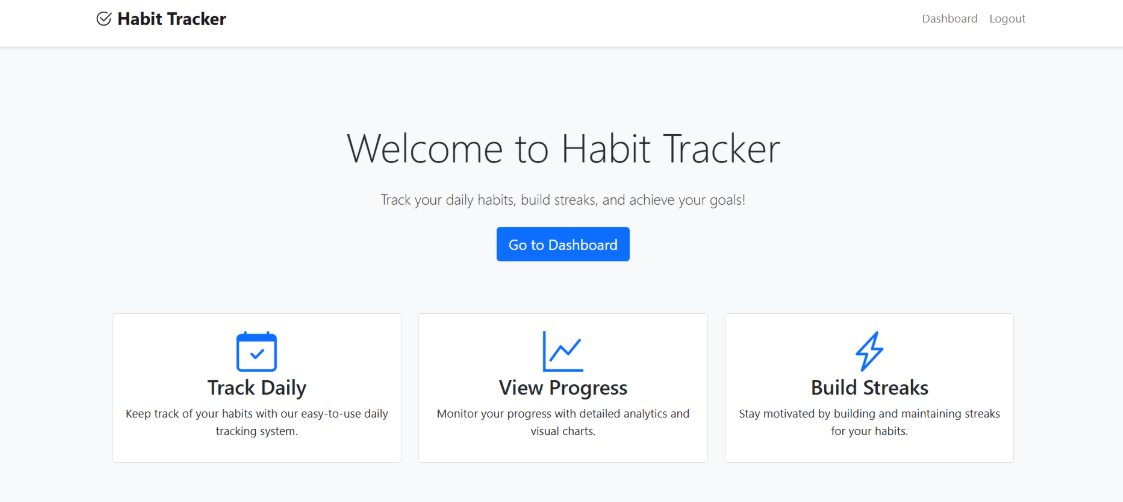 Habit Tracker
Dashboard Logout
Welcome to Habit Tracker
Track your daily habits, build streaks, and achieve your goals!
Go to Dashboard
Track Daily
Keep track of your habits with our easy-to-use daily
tracking system.
View Progress
Monitor your progress with detailed analytics and
visual charts.
Build Streaks
Stay motivated by building and maintaining streaks
for your habits.